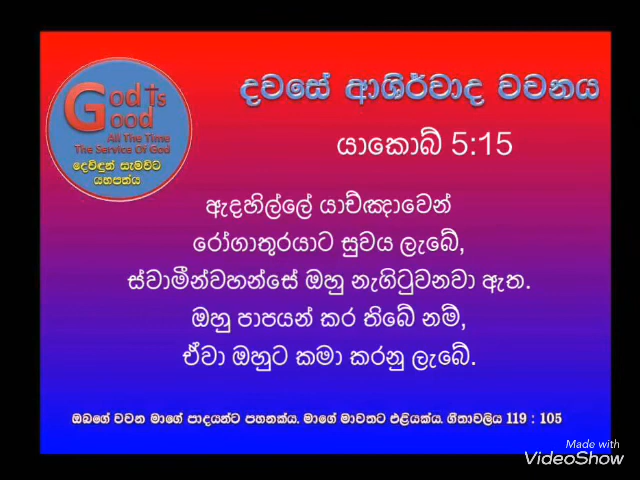 God is
Good
All The Time
The Service Of God
දෙවිඳුන් සැමවිට
යහපත්ය
දවසේ ආශිර්වාද වචනය
යාකොබ් 5:15
ඇදහිල්ලේ යාච්ඤාවෙන්
රෝගාතුරයාට සුවය ලැබේ,
ස්වාමීන්වහන්සේ ඔහු නැගිටුවනවා ඇත.
ඔහු පාපයන් කර තිබේ නම්,
ඒවා ඔහුට කමා කරනු ලැබේ.
ඔබගේ වචන මාගේ පාදයන්ට පහනක්ය. මාගේ මාවතට එළියක්ය. ගීතාවලිය 119 : 105
Made with
VideoShow